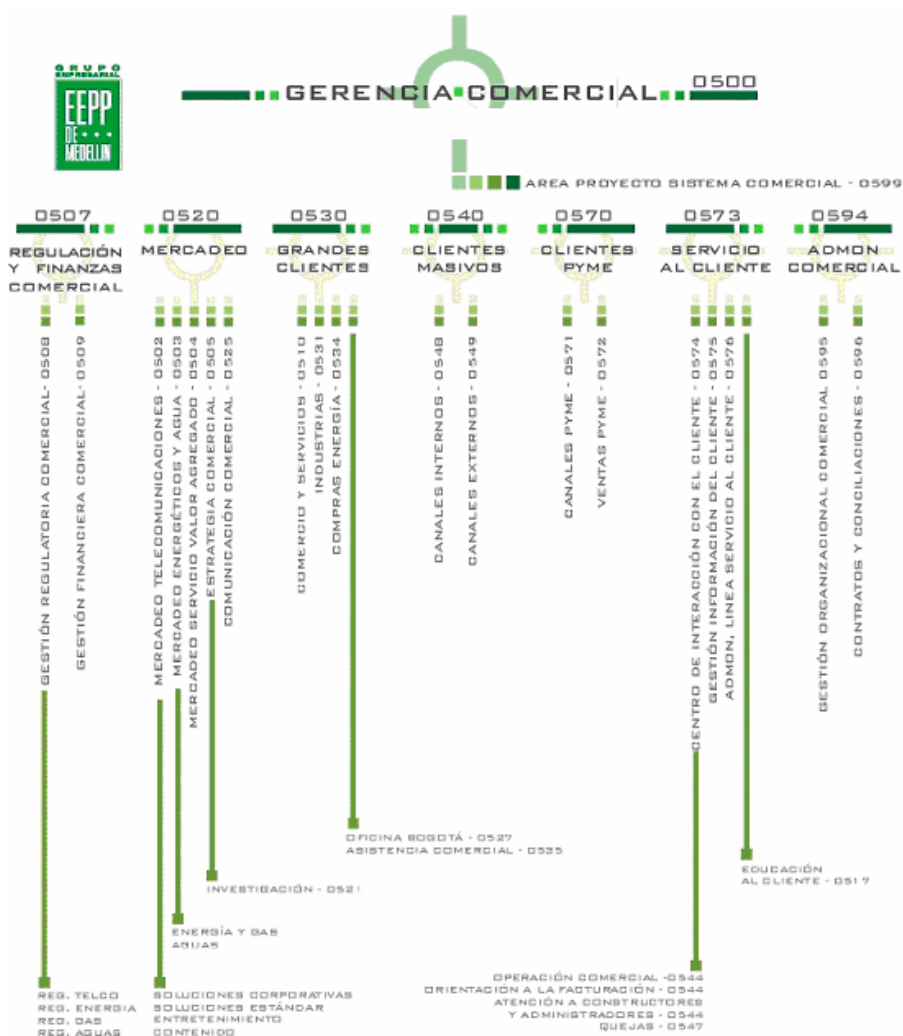 GRUPO
EMPRESARIAL
EEPP
DE
MEDELLIN
GERENCIA COMERCIAL
0500
AREA PROYECTO SISTEMA COMERCIAL - 0599
0507
REGULACIÓN
Y FINANZAS
COMERCIAL
0520
MERCADEO
0530
GRANDES
CLIENTES
0540
CLIENTES
MASIVOS
0570
CLIENTES
PYME
0573
SERVICIO
AL CLIENTE
0594
ADMON
COMERCIAL
GESTIÓN REGULATORIA COMERCIAL- 0508
GESTIÓN FINANCIERA COMERCIAL- 0509
MERCADEO TELECOMUNICACIONES - 0502
MERCADEO ENERGÉTICOS Y AGUA - 0503
MERCADEO SERVICIO VALOR AGREGADO - 0504
ESTRATEGIA COMERCIAL - 0505
COMUNICACIÓN COMERCIAL - 0525
COMERCIO Y SERVICIOS - 0510
INDUSTRIAS - 0531
COMPRAS ENERGÍA - 0534
CANALES INTERNOS - 0548
CANALES EXTERNOS - 0549
CANALES PYME - 0571
VENTAS PYME - 0572
CENTRO DE INTERACCIÓN CON EL CLIENTE - 0574
GESTIÓN INFORMACIÓN DEL CLIENTE - 0575
ADMON, LINEA SERVICIO AL CLIENTE - 0576
GESTIÓN ORGANIZACIONAL COMERCIAL 0595
CONTRATOS Y CONCILIACIONES - 0596
OFICINA BOGOTÁ - 0527
ASISTENCIA COMERCIAL - 0535
EDUCACIÓN
AL CLIENTE - 0517
INVESTIGACIÓN - 0521
ENERGÍA Y GAS
AGUAS
REG. TELCO
REG. ENERGIA
REG. GAS
REG. AGUAS
SOLUCIONES CORPORATIVAS
SOLUCIONES ESTÁNDAR
ENTRETENIMIENTO
CONTENIDO
OPERACIÓN COMERCIAL -0544
ORIENTACIÓN A LA FACTURACIÓN - 0544
ATENCIÓN A CONSTRUCTORES
Y ADMINISTRADORES - 0544
QUEJAS - 0547